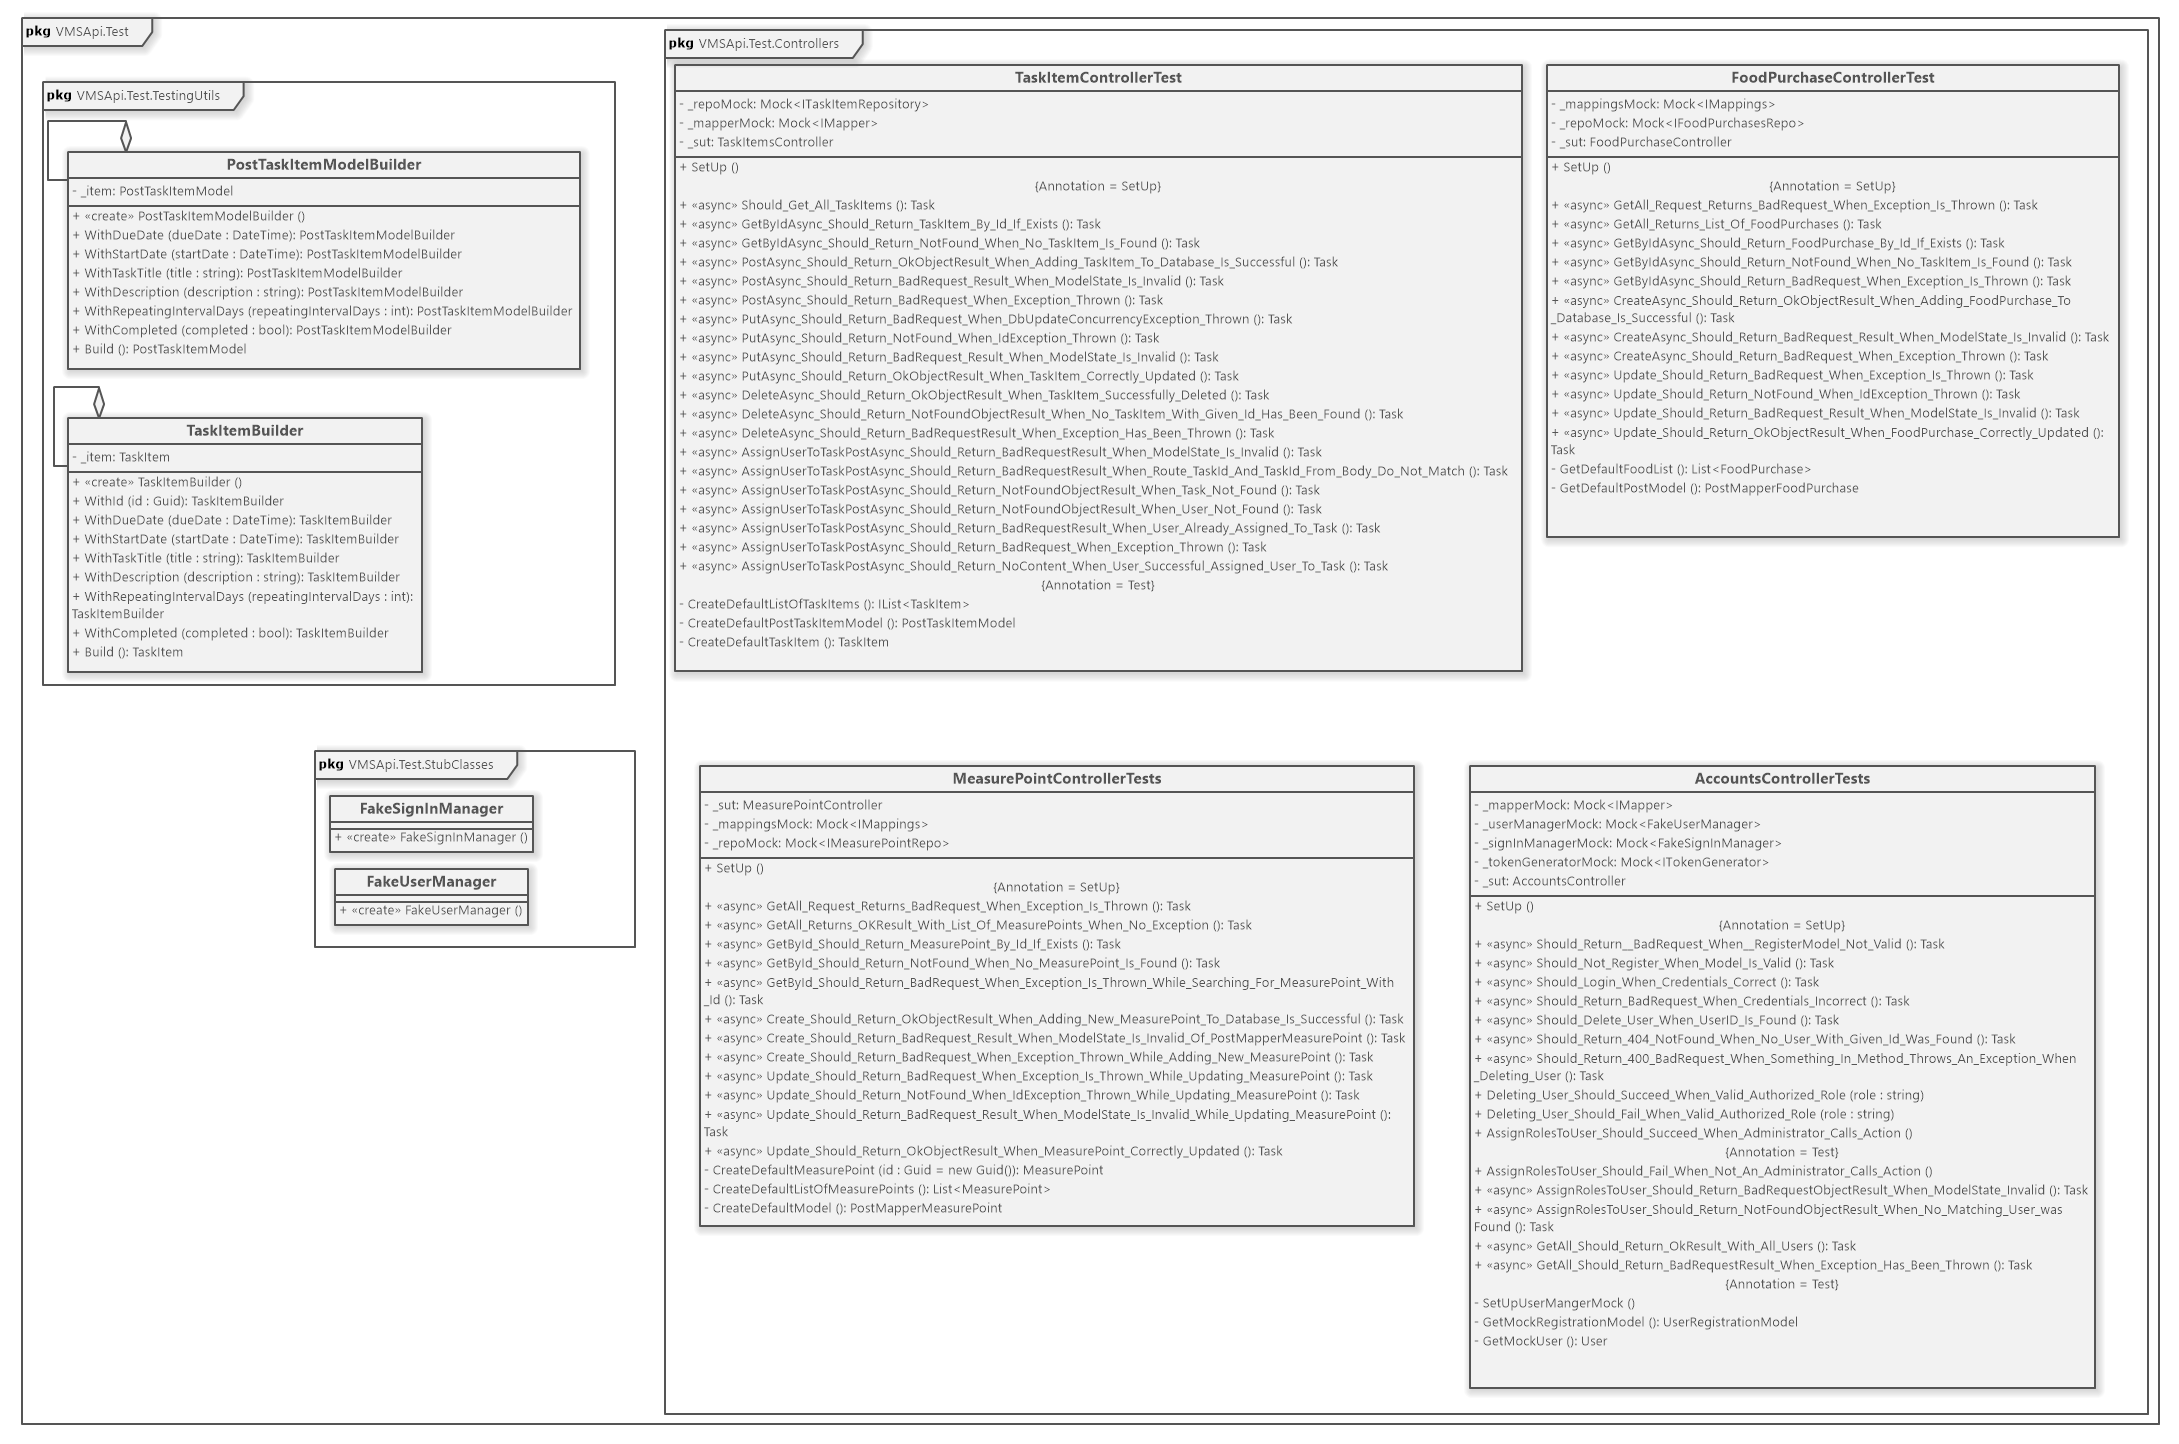 pkg VMSApi.Test
pkg VMSApi.Test.TestingUtils
PostTaskItemModelBuilder
- _item: PostTaskItemModel
+ «create» PostTaskItemModelBuilder ()
+ WithDueDate (dueDate : DateTime): PostTaskItemModelBuilder
+ WithStartDate (startDate : DateTime): PostTaskItemModelBuilder
+ WithTaskTitle (title : string): PostTaskItemModelBuilder
+ WithDescription (description : string): PostTaskItemModelBuilder
+ WithRepeatingIntervalDays (repeatingIntervalDays : int): PostTaskItemModelBuilder
+ WithCompleted (completed : bool): PostTaskItemModelBuilder
+ Build (): PostTaskItemModel
TaskItemBuilder
- _item: TaskItem
+ «create» TaskItemBuilder ()
+ WithId (id : Guid): TaskItemBuilder
+ WithDueDate (dueDate : DateTime): TaskItemBuilder
+ WithStartDate (startDate : DateTime): TaskItemBuilder
+ WithTaskTitle (title : string): TaskItemBuilder
+ WithDescription (description : string): TaskItemBuilder
+ WithRepeatingIntervalDays (repeatingIntervalDays : int):
TaskItemBuilder
+ WithCompleted (completed : bool): TaskItemBuilder
+ Build (): TaskItem
pkg VMSApi.Test.StubClasses
FakeSignInManager
+ «create» FakeSignInManager ()
FakeUserManager
+ «create» FakeUserManager ()
pkg VMSApi.Test.Controllers
TaskItemControllerTest
- _repoMock: Mock<ITaskItemRepository>
- _mapperMock: Mock<IMapper>
- _sut: TaskItemsController
+ SetUp ()
{Annotation = SetUp}
+ «async» Should_Get_All_TaskItems (): Task
+ «async» GetByIdAsync_Should_Return_TaskItem_By_Id_If_Exists (): Task
+ «async» GetByIdAsync_Should_Return_NotFound_When_No_TaskItem_Is_Found (): Task
+ «async» PostAsync_Should_Return_OkObjectResult_When_Adding_TaskItem_To_Database_Is_Successful (): Task
+ «async» PostAsync_Should_Return_BadRequest_Result_When_ModelState_Is_Invalid (): Task
+ «async» PostAsync_Should_Return_BadRequest_When_Exception_Thrown (): Task
+ «async» PutAsync_Should_Return_BadRequest_When_DbUpdateConcurrencyException_Thrown (): Task
+ «async» PutAsync_Should_Return_NotFound_When_IdException_Thrown (): Task
+ «async» PutAsync_Should_Return_BadRequest_Result_When_ModelState_Is_Invalid (): Task
+ «async» PutAsync_Should_Return_OkObjectResult_When_TaskItem_Correctly_Updated (): Task
+ «async» DeleteAsync_Should_Return_OkObjectResult_When_TaskItem_Successfully_Deleted (): Task
+ «async» DeleteAsync_Should_Return_NotFoundObjectResult_When_No_TaskItem_With_Given_Id_Has_Been_Found (): Task
+ «async» DeleteAsync_Should_Return_BadRequestResult_When_Exception_Has_Been_Thrown (): Task
+ «async» AssignUserToTaskPostAsync_Should_Return_BadRequestResult_When_ModelState_Is_Invalid (): Task
+ «async» AssignUserToTaskPostAsync_Should_Return_BadRequestResult_When_Route_TaskId_And_TaskId_From_Body_Do_Not_Match (): Task
+ «async» AssignUserToTaskPostAsync_Should_Return_NotFoundObjectResult_When_Task_Not_Found (): Task
+ «async» AssignUserToTaskPostAsync_Should_Return_NotFoundObjectResult_When_User_Not_Found (): Task
+ «async» AssignUserToTaskPostAsync_Should_Return_BadRequestResult_When_User_Already_Assigned_To_Task (): Task
+ «async» AssignUserToTaskPostAsync_Should_Return_BadRequest_When_Exception_Thrown (): Task
+ «async» AssignUserToTaskPostAsync_Should_Return_NoContent_When_User_Successful_Assigned_User_To_Task (): Task
{Annotation = Test}
- CreateDefaultListOfTaskItems (): IList<TaskItem>
- CreateDefaultPostTaskItemModel (): PostTaskItemModel
- CreateDefaultTaskItem (): TaskItem
FoodPurchaseControllerTest
- _mappingsMock: Mock<IMappings>
- _repoMock: Mock<IFoodPurchasesRepo>
- _sut: FoodPurchaseController
+ SetUp ()
{Annotation = SetUp}
+ «async» GetAll_Request_Returns_BadRequest_When_Exception_Is_Thrown (): Task
+ «async» GetAll_Returns_List_Of_FoodPurchases (): Task
+ «async» GetByIdAsync_Should_Return_FoodPurchase_By_Id_If_Exists (): Task
+ «async» GetByIdAsync_Should_Return_NotFound_When_No_TaskItem_Is_Found (): Task
+ «async» GetByIdAsync_Should_Return_BadRequest_When_Exception_Is_Thrown (): Task
+ «async» CreateAsync_Should_Return_OkObjectResult_When_Adding_FoodPurchase_To
_Database_Is_Successful (): Task
+ «async» CreateAsync_Should_Return_BadRequest_Result_When_ModelState_Is_Invalid (): Task
+ «async» CreateAsync_Should_Return_BadRequest_When_Exception_Thrown (): Task
+ «async» Update_Should_Return_BadRequest_When_Exception_Is_Thrown (): Task
+ «async» Update_Should_Return_NotFound_When_IdException_Thrown (): Task
+ «async» Update_Should_Return_BadRequest_Result_When_ModelState_Is_Invalid (): Task
+ «async» Update_Should_Return_OkObjectResult_When_FoodPurchase_Correctly_Updated ():
Task
- GetDefaultFoodList (): List<FoodPurchase>
- GetDefaultPostModel (): PostMapperFoodPurchase
MeasurePointControllerTests
- _sut: MeasurePointController
- _mappingsMock: Mock<IMappings>
- _repoMock: Mock<IMeasurePointRepo>
+ SetUp ()
{Annotation = SetUp}
+ «async» GetAll_Request_Returns_BadRequest_When_Exception_Is_Thrown (): Task
+ «async» GetAll_Returns_OKResult_With_List_Of_MeasurePoints_When_No_Exception (): Task
+ «async» GetById_Should_Return_MeasurePoint_By_Id_If_Exists (): Task
+ «async» GetById_Should_Return_NotFound_When_No_MeasurePoint_Is_Found (): Task
+ «async» GetById_Should_Return_BadRequest_When_Exception_Is_Thrown_While_Searching_For_MeasurePoint_With
_Id (): Task
+ «async» Create_Should_Return_OkObjectResult_When_Adding_New_MeasurePoint_To_Database_Is_Successful (): Task
+ «async» Create_Should_Return_BadRequest_Result_When_ModelState_Is_Invalid_Of_PostMapperMeasurePoint (): Task
+ «async» Create_Should_Return_BadRequest_When_Exception_Thrown_While_Adding_New_MeasurePoint (): Task
+ «async» Update_Should_Return_BadRequest_When_Exception_Is_Thrown_While_Updating_MeasurePoint (): Task
+ «async» Update_Should_Return_NotFound_When_IdException_Thrown_While_Updating_MeasurePoint (): Task
+ «async» Update_Should_Return_BadRequest_Result_When_ModelState_Is_Invalid_While_Updating_MeasurePoint ():
Task
+ «async» Update_Should_Return_OkObjectResult_When_MeasurePoint_Correctly_Updated (): Task
- CreateDefaultMeasurePoint (id : Guid = new Guid()): MeasurePoint
- CreateDefaultListOfMeasurePoints (): List<MeasurePoint>
- CreateDefaultModel (): PostMapperMeasurePoint
AccountsControllerTests
- _mapperMock: Mock<IMapper>
- _userManagerMock: Mock<FakeUserManager>
- _signInManagerMock: Mock<FakeSignInManager>
- _tokenGeneratorMock: Mock<ITokenGenerator>
- _sut: AccountsController
+ SetUp ()
{Annotation = SetUp}
+ «async» Should_Return__BadRequest_When__RegisterModel_Not_Valid (): Task
+ «async» Should_Not_Register_When_Model_Is_Valid (): Task
+ «async» Should_Login_When_Credentials_Correct (): Task
+ «async» Should_Return_BadRequest_When_Credentials_Incorrect (): Task
+ «async» Should_Delete_User_When_UserID_Is_Found (): Task
+ «async» Should_Return_404_NotFound_When_No_User_With_Given_Id_Was_Found (): Task
+ «async» Should_Return_400_BadRequest_When_Something_In_Method_Throws_An_Exception_When
_Deleting_User (): Task
+ Deleting_User_Should_Succeed_When_Valid_Authorized_Role (role : string)
+ Deleting_User_Should_Fail_When_Valid_Authorized_Role (role : string)
+ AssignRolesToUser_Should_Succeed_When_Administrator_Calls_Action ()
{Annotation = Test}
+ AssignRolesToUser_Should_Fail_When_Not_An_Administrator_Calls_Action ()
+ «async» AssignRolesToUser_Should_Return_BadRequestObjectResult_When_ModelState_Invalid (): Task
+ «async» AssignRolesToUser_Should_Return_NotFoundObjectResult_When_No_Matching_User_was
Found (): Task
+ «async» GetAll_Should_Return_OkResult_With_All_Users (): Task
+ «async» GetAll_Should_Return_BadRequestResult_When_Exception_Has_Been_Thrown (): Task
{Annotation = Test}
- SetUpUserMangerMock ()
- GetMockRegistrationModel (): UserRegistrationModel
- GetMockUser (): User